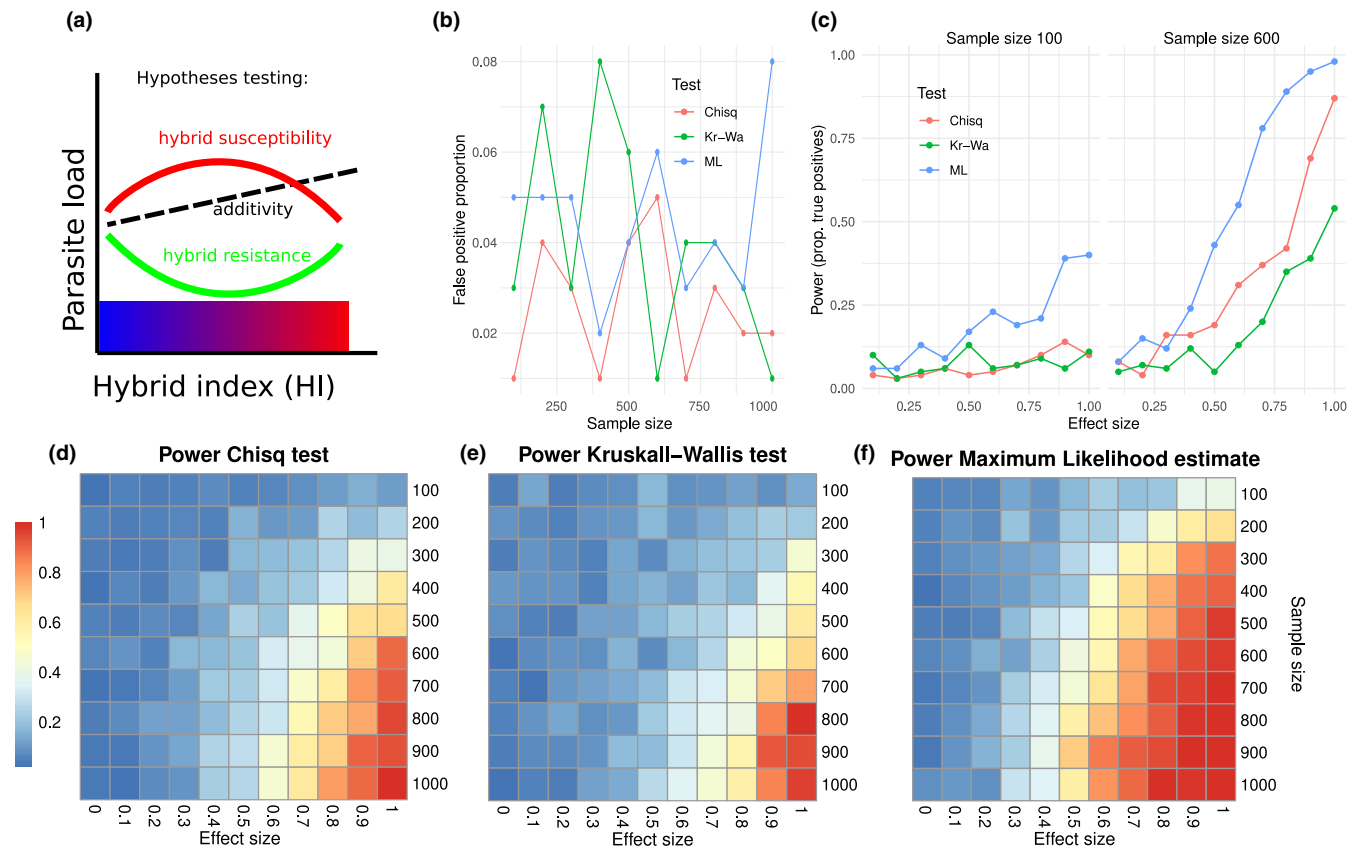 (a)
Hypotheses testing:
hybrid susceptibility
additivity
hybrid resistance
Parasite load
Hybrid index (HI)
(b)
False positive proportion
0.08
0.06
0.04
0.02
Test
Chisq
Kr−Wa
ML
250
500
750
1000
Sample size
(c)
Sample size 100
Sample size 600
Power (prop. true positives)
1.00
0.75
0.50
0.25
0.00
Test
Chisq
Kr−Wa
ML
0.25
0.50
0.75
1.00
0.25
0.50
0.75
1.00
Effect size
(d)
Power Chisq test
1
0.8
0.6
0.4
0.2
100
200
300
400
500
600
700
800
900
1000
0
0.1
0.2
0.3
0.4
0.5
0.6
0.7
0.8
0.9
1
Effect size
(e)
Power Kruskall−Wallis test
100
200
300
400
500
600
700
800
900
1000
0
0.1
0.2
0.3
0.4
0.5
0.6
0.7
0.8
0.9
1
Effect size
(f)
Power Maximum Likelihood estimate
100
200
300
400
500
600
700
800
900
1000
Sample size
0
0.1
0.2
0.3
0.4
0.5
0.6
0.7
0.8
0.9
1
Effect size